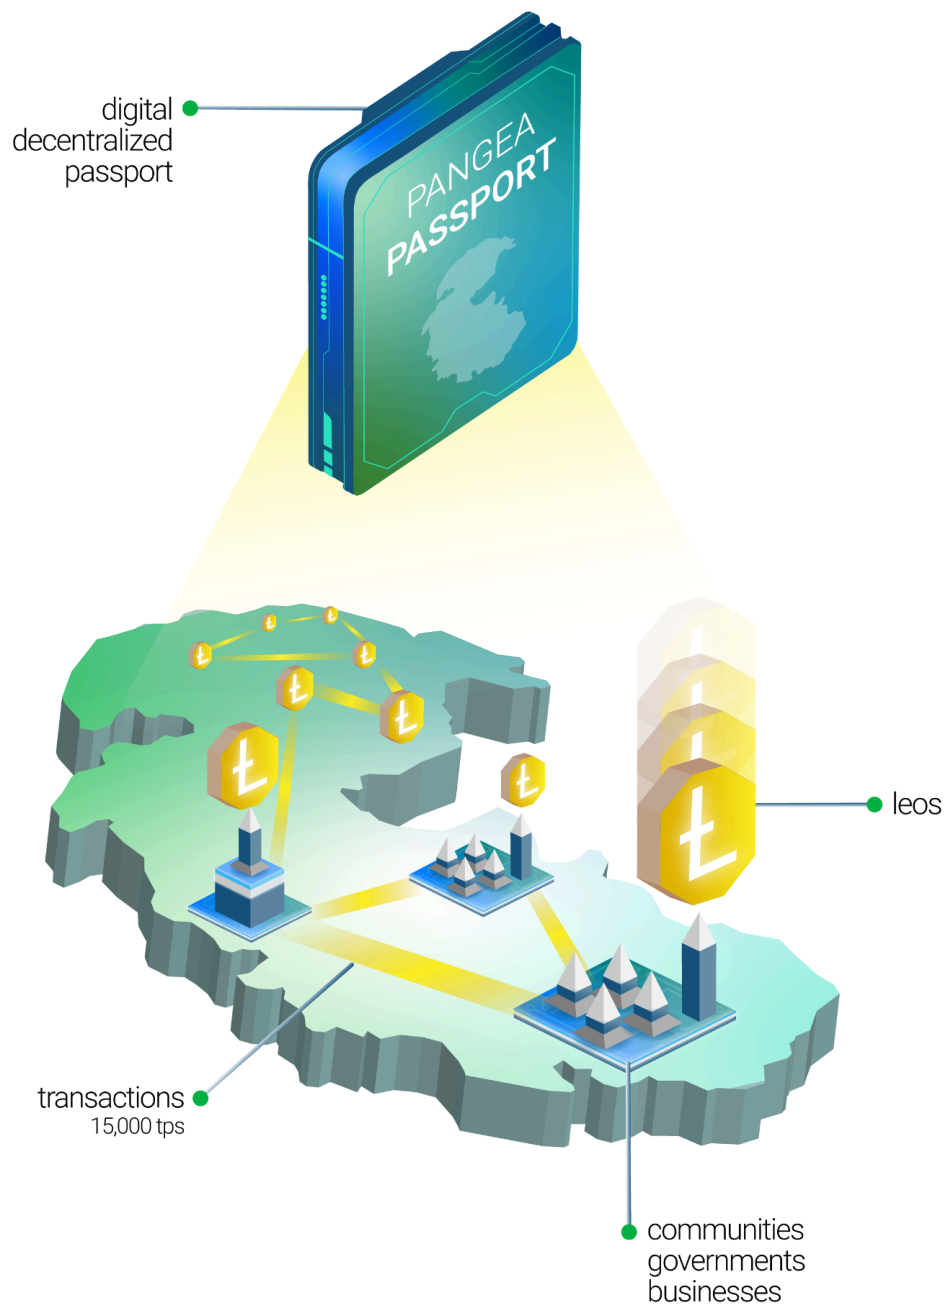 digital
decentralized
passport
PANGEA
PASSPORT
leos
transactions
15,000 tps
communities
governments
businesses